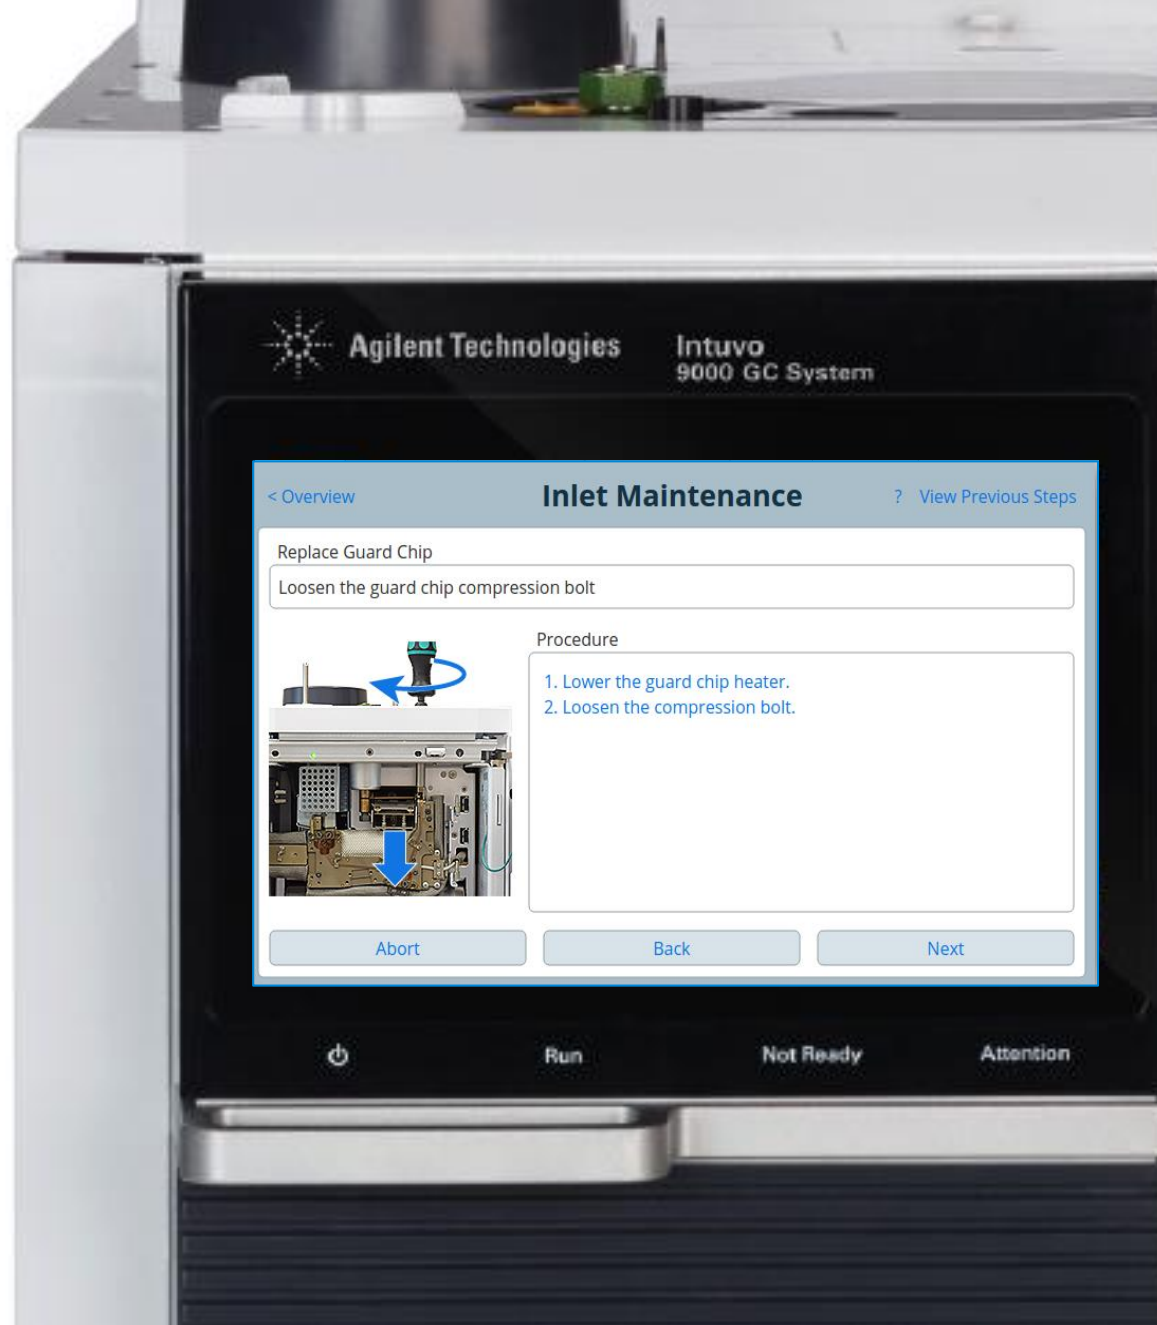 Agilent Technologies
Intuvo
9000 GC System
< Overview
Inlet Maintenance
? View Previous Steps
Replace Guard Chip
Loosen the guard chip compression bolt
Procedure
1. Lower the guard chip heater.
2. Loosen the compression bolt.
Abort
Back
Next
Run
Not Ready
Attention